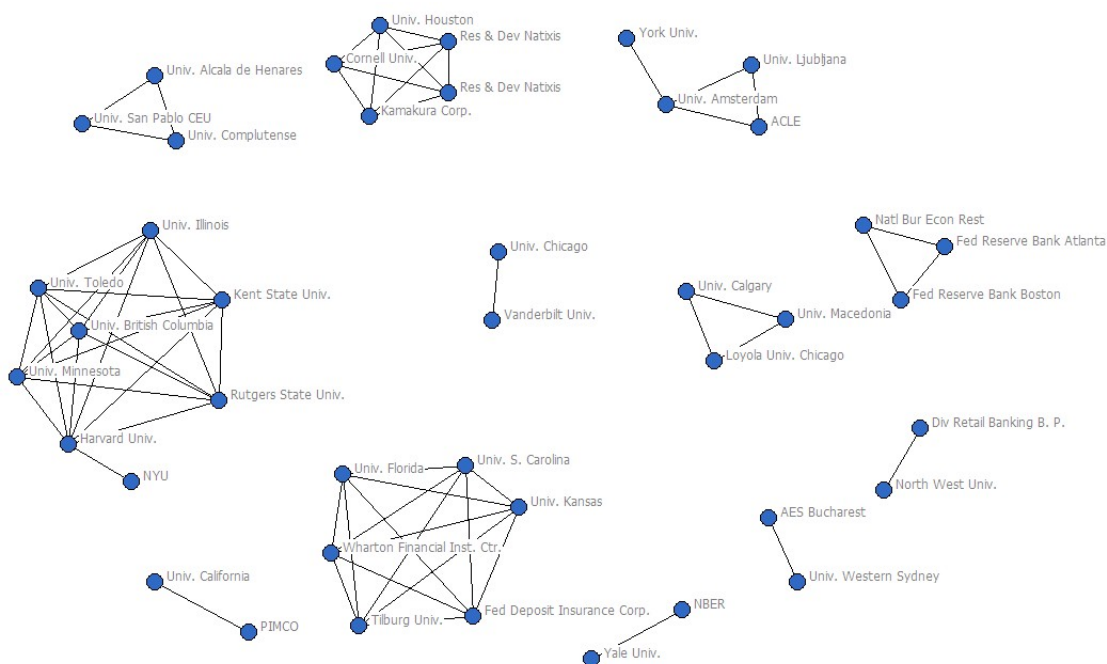 Univ. Houston
Res & Dev Natixis
York Univ.
Cornell Univ.
Univ. Ljubljana
Univ. Alcala de Henares
Res & Dev Natixis
Univ. Amsterdam
Kamakura Corp.
Univ. San Pablo CEU
ACLE
Univ. Complutense
Natl Bur Econ Rest
Univ. Illinois
Fed Reserve Bank Atlanta
Univ. Chicago
Univ. Toledo
Univ. Calgary
Kent State Univ.
Fed Reserve Bank Boston
Vanderbilt Univ.
Univ. Macedonia
Univ. British Columbia
Loyola Univ. Chicago
Univ. Minnesota
Rutgers State Univ.
Div Retail Banking B. P.
Harvard Univ.
Univ. S. Carolina
Univ. Florida
NYU
North West Univ.
Univ. Kansas
AES Bucharest
Wharton Financial Inst. Ctr.
Univ. California
Univ. Western Sydney
NBER
Fed Deposit Insurance Corp.
Tilburg Univ.
PIMCO
Yale Univ.